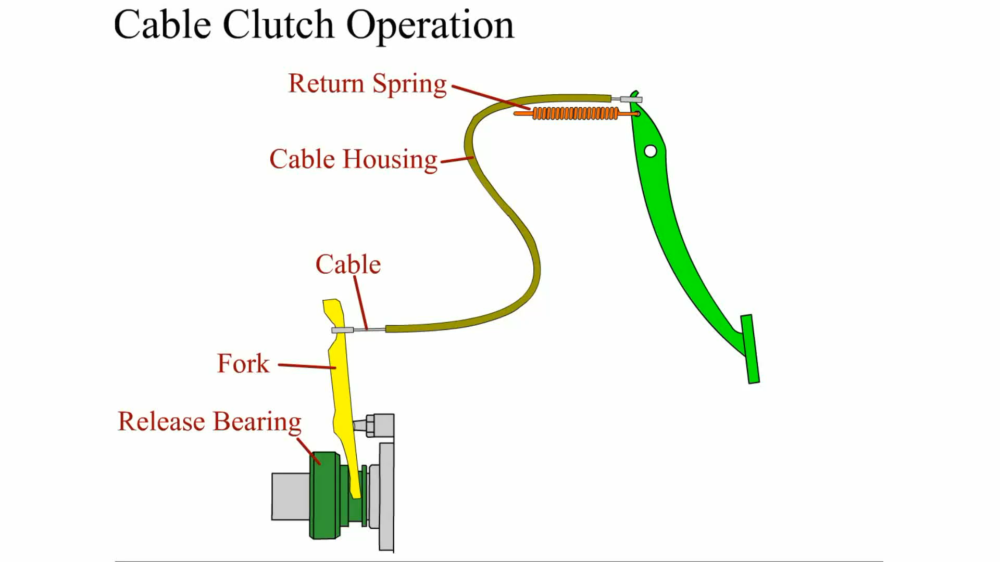 Cable Clutch Operation
Return Spring
Cable Housing
Cable
Fork
Release Bearing